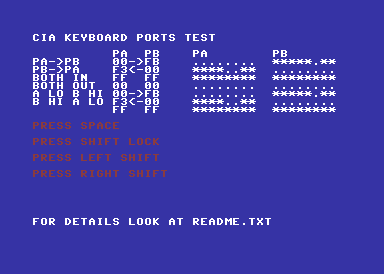 CIA KEYBOARD PORTS TEST
PA PB PA PB
PA->PB 00->FB ........ *****.**
PB->PA F3<-00 ****..** ........
BOTH IN FF FF ******** ********
BOTH OUT 00 00 ........ ........
A LO B HI 00->FB ........ *****.**
B HI A LO F3<-00 ****..** ........
FF FF ******** ********
PRESS SPACE
PRESS SHIFT LOCK
PRESS LEFT SHIFT
PRESS RIGHT SHIFT
FOR DETAILS LOOK AT README.TXT